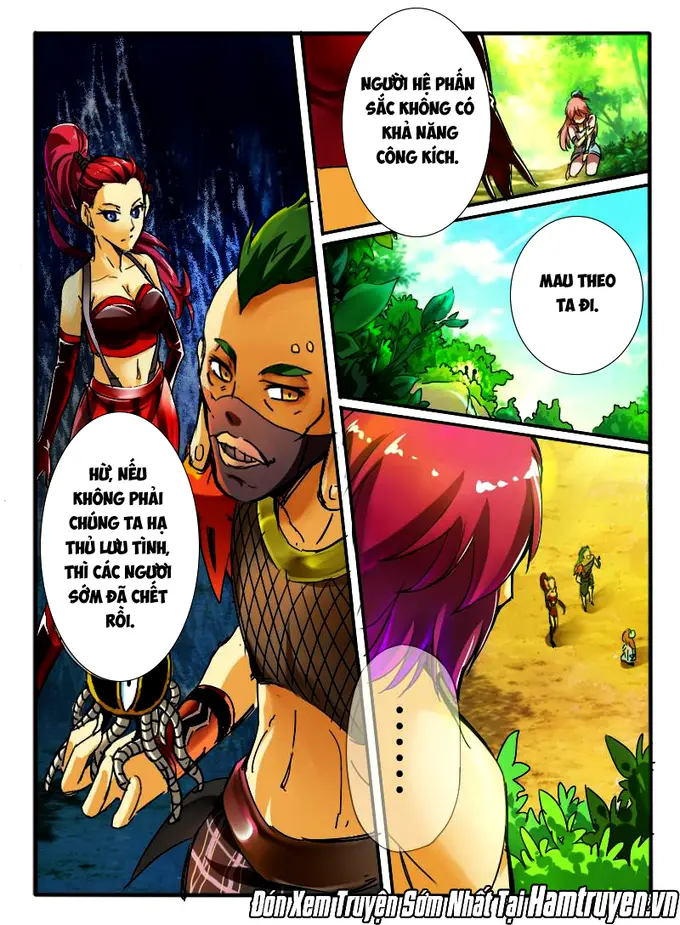 HỪ, NẾU
KHÔNG PHẢI
CHÚNG TA HẠ
THỦ LƯU TÌNH,
THÌ CÁC NGƯƠI
SỚM ĐÃ CHẾT
RỒI.
NGƯỜI HỆ PHẤN
SẮC KHÔNG CÓ
KHẢ NĂNG
CÔNG KÍCH.
MAU THEO
TA ĐI.
......
Đón Xem Truyện Sớm Nhất Tại Hamtruyen.vn